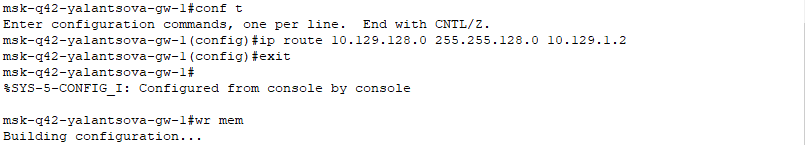 msk-q42-yalantsova-gw-1#conf t
Enter configuration commands, one per line.  End with CNTL/Z.
msk-q42-yalantsova-gw-1(config)#ip route 10.129.128.0 255.255.128.0 10.129.1.2
msk-q42-yalantsova-gw-1(config)#exit
msk-q42-yalantsova-gw-1#
%SYS-5-CONFIG_I: Configured from console by console

msk-q42-yalantsova-gw-1#wr mem
Building configuration...